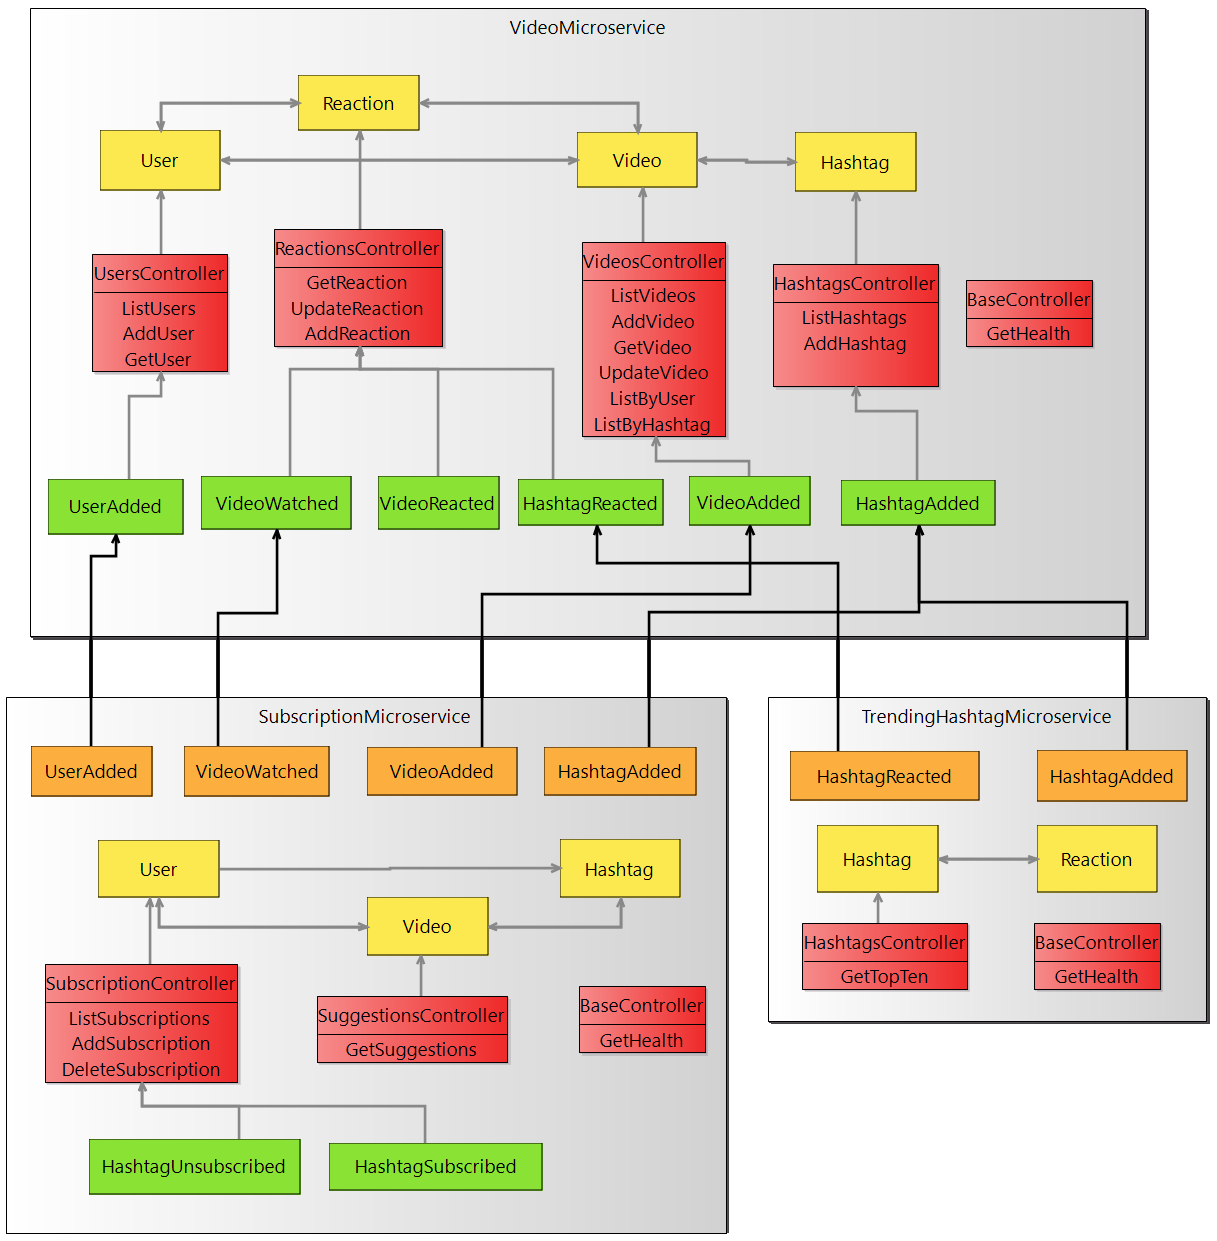 VideoMicroservice
Reaction
User
Video
Hashtag
UsersController
ListUsers
AddUser
GetUser
ReactionsController
GetReaction
UpdateReaction
AddReaction
VideosController
ListVideos
AddVideo
GetVideo
UpdateVideo
ListByUser
ListByHashtag
HashtagsController
ListHashtags
AddHashtag
BaseController
GetHealth
UserAdded
VideoWatched
VideoReacted
HashtagReacted
VideoAdded
HashtagAdded
SubscriptionMicroservice
UserAdded
VideoWatched
VideoAdded
HashtagAdded
User
Hashtag
Video
SubscriptionController
ListSubscriptions
AddSubscription
DeleteSubscription
SuggestionsController
GetSuggestions
BaseController
GetHealth
HashtagUnsubscribed
HashtagSubscribed
TrendingHashtagMicroservice
HashtagReacted
HashtagAdded
Hashtag
Reaction
HashtagsController
GetTopTen
BaseController
GetHealth